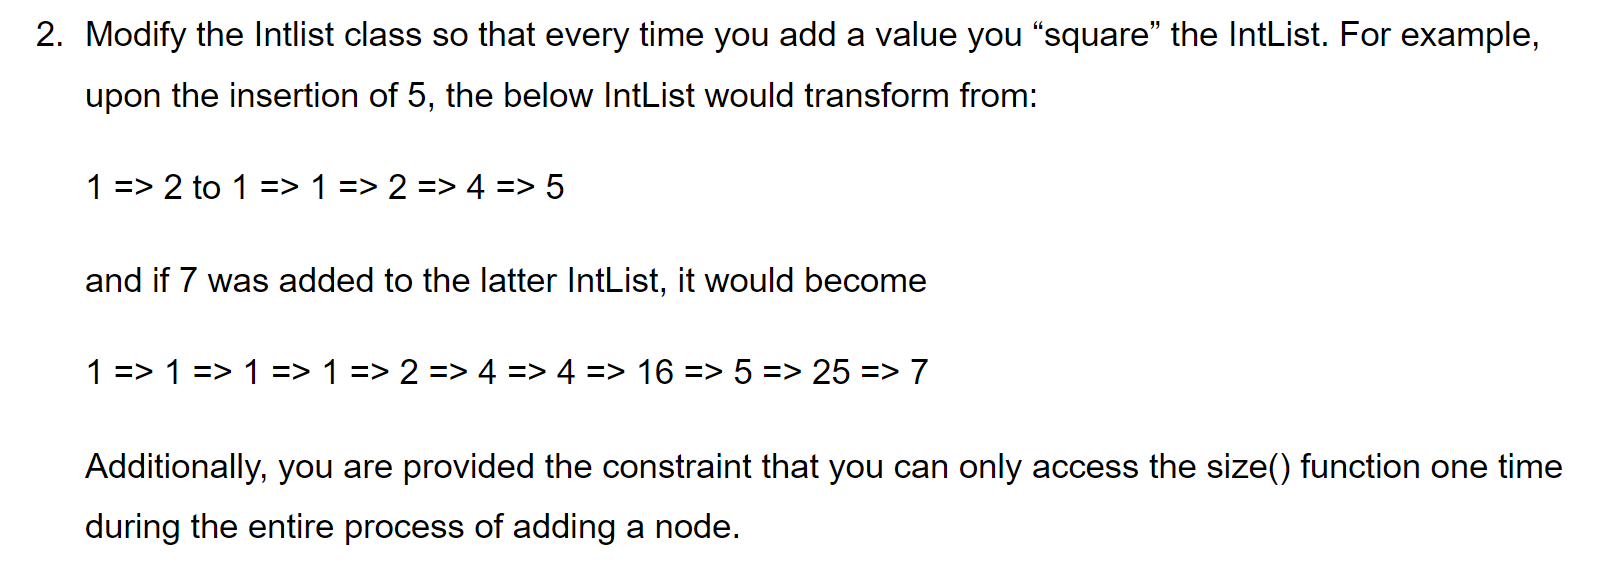 2. Modify the Intlist class so that every time you add a value you “square” the IntList. For example,
upon the insertion of 5, the below IntList would transform from:
1 => 2 to 1 => 1 => 2 => 4 => 5
and if 7 was added to the latter IntList, it would become
1 => 1 => 1 => 1 => 2 => 4 => 4 => 16 => 5 => 25 => 7
Additionally, you are provided the constraint that you can only access the size() function one time
during the entire process of adding a node.